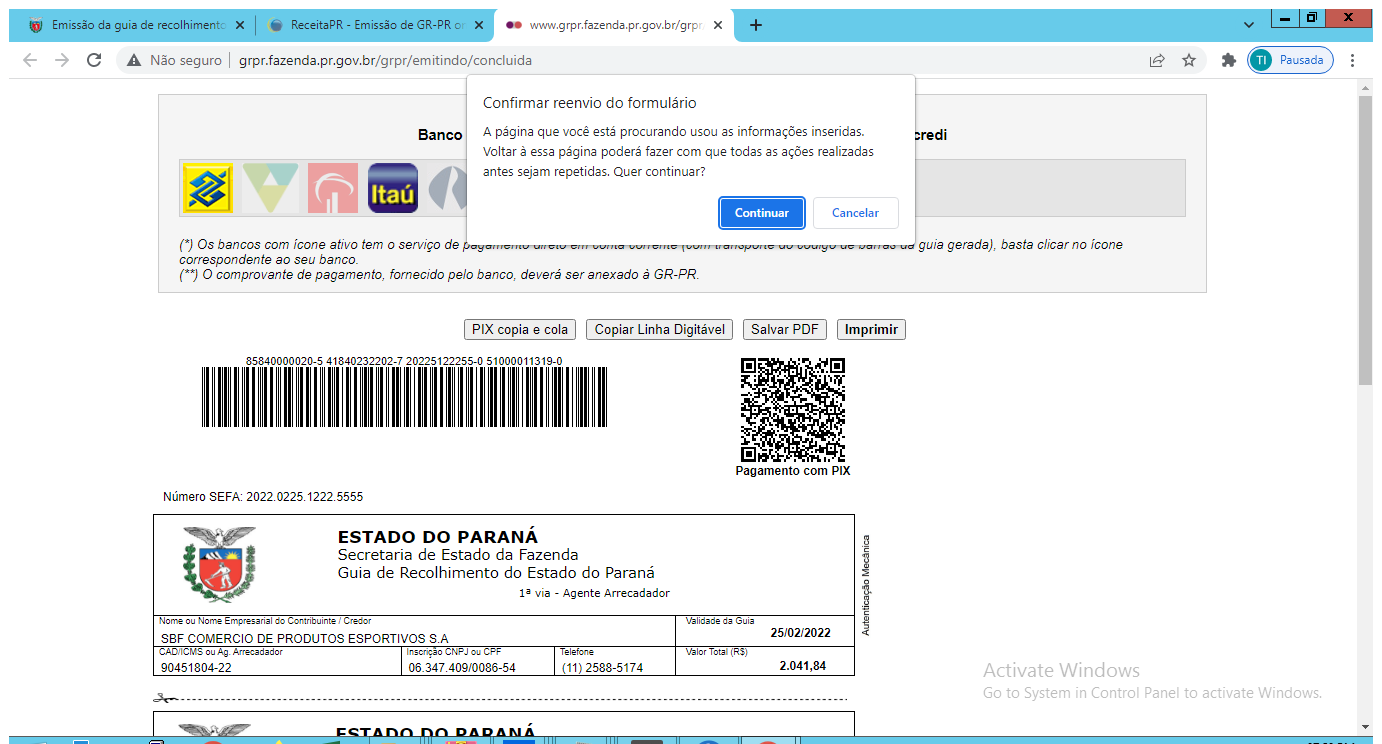 Emissão da guia de recolhimento
ReceitaPR - Emissão de GR-PR or
www.grpr.fazenda.pr.gov.br/grpr
Não seguro
grpr.fazenda.pr.gov.br/grpr/emitindo/concluida
TI
Pausada
Confirmar reenvio do formulário
A página que você está procurando usou as informações inseridas.
Voltar à essa página poderá fazer com que todas as ações realizadas
antes sejam repetidas. Quer continuar?
Continuar
Cancelar
Banco
credi
Itaú
(*) Os bancos com ícone ativo tem o serviço de pagamento direto em conta corrente (com transporte do código de barras da guia gerada), basta clicar no ícone
correspondente ao seu banco.
(**) O comprovante de pagamento, fornecido pelo banco, deverá ser anexado à GR-PR.
PIX copia e cola
Copiar Linha Digitável
Salvar PDF
Imprimir
85840000020-5 41840232202-7 20225122255-0 51000011319-0
Pagamento com PIX
Número SEFA: 2022.0225.1222.5555
ESTADO DO PARANÁ
Secretaria de Estado da Fazenda
Guia de Recolhimento do Estado do Paraná
1ª via - Agente Arrecadador
Autenticação Mecânica
Nome ou Nome Empresarial do Contribuinte / Credor
SBF COMERCIO DE PRODUTOS ESPORTIVOS S.A
Validade da Guia
25/02/2022
CAD/ICMS ou Ag. Arrecadador
90451804-22
Inscrição CNPJ ou CPF
06.347.409/0086-54
Telefone
(11) 2588-5174
Valor Total (R$)
2.041,84
Activate Windows
Go to System in Control Panel to activate Windows.
ESTADO DO PARANÁ